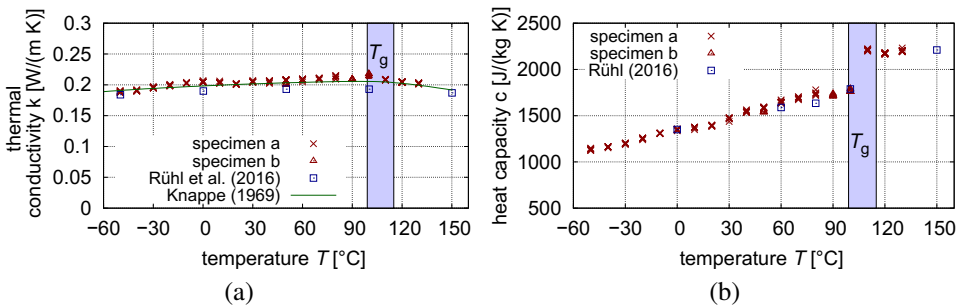 thermal
conductivity k [W/(m K)]
0.3
0.25
0.2
0.15
0.1
0.05
0
Tg
specimen a
specimen b
Rühl et al. (2016)
Knappe (1969)
−60 −30 0 30 60 90 120 150
temperature T [°C]
(a)
heat capacity c [J/(kg K)]
2500
2000
1500
1000
500
specimen a
specimen b
Rühl (2016)
Tg
−60 −30 0 30 60 90 120 150
temperature T [°C]
(b)